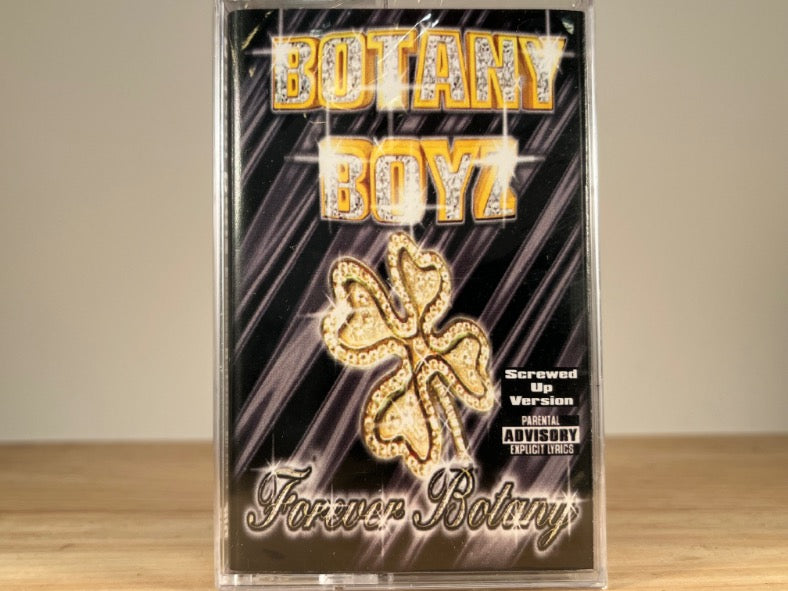 BOTANY
BOYZ
Screwed
Up
Version
PARENTAL
ADVISORY
EXPLICIT LYRICS
Forever Botany